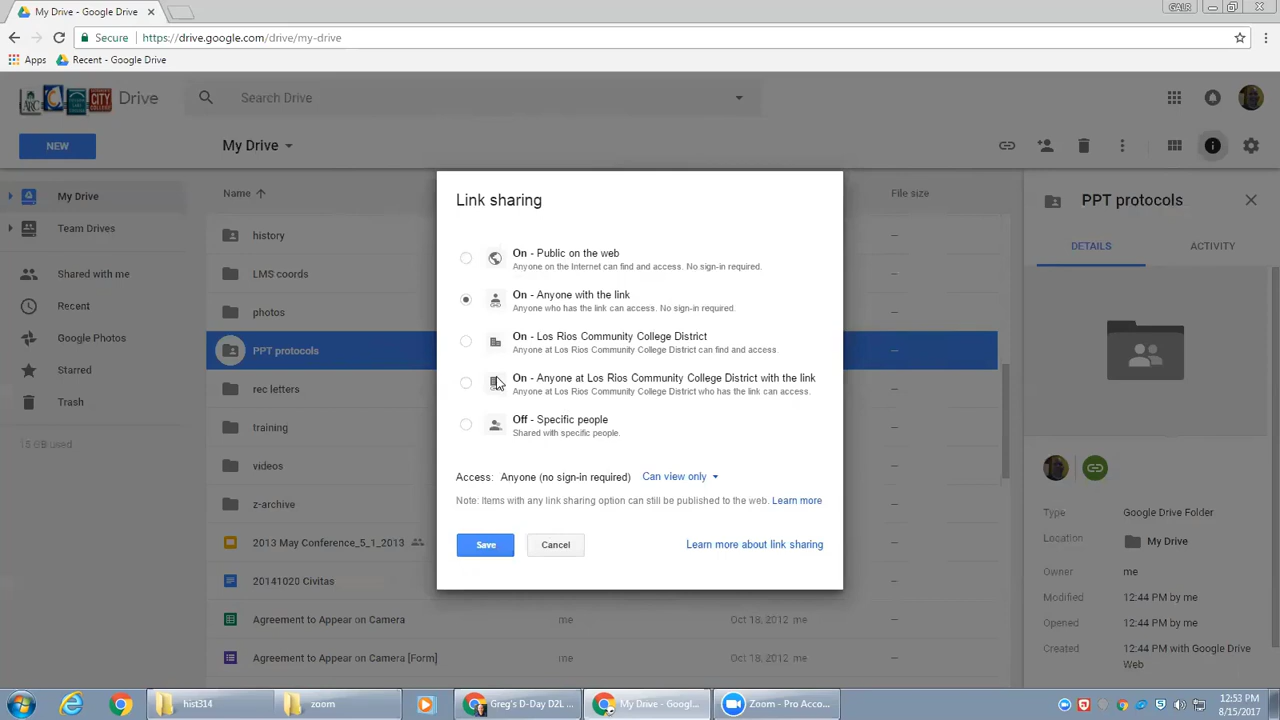 My Drive - Google Drive
GALR
Secure https://drive.google.com/drive/my-drive
Apps Recent - Google Drive
ARC CITY COLLEGE Drive Search Drive
NEW My Drive
Name File size PPT protocols
My Drive
Team Drives
Shared with me
Recent
Google Photos
Starred
Trash
history
LMS coords
photos
PPT protocols
rec letters
training
videos
z-archive
2013 May Conference_5_1_2013
20141020 Civitas
Agreement to Appear on Camera me Oct 18, 2012 me
Agreement to Appear on Camera [Form] me Oct 18, 2012 me
Link sharing
On - Public on the web
Anyone on the Internet can find and access. No sign-in required.
On - Anyone with the link
Anyone who has the link can access. No sign-in required.
On - Los Rios Community College District
Anyone at Los Rios Community College District can find and access.
On - Anyone at Los Rios Community College District with the link
Anyone at Los Rios Community College District who has the link can access.
Off - Specific people
Shared with specific people.
Access: Anyone (no sign-in required) Can view only
Note: Items with any link sharing option can still be published to the web. Learn more
Save Cancel Learn more about link sharing
DETAILS ACTIVITY
Type Google Drive Folder
Location My Drive
Owner me
Modified 12:44 PM by me
Opened 12:44 PM by me
Created 12:44 PM with Google Drive
Web
hist314 zoom Greg's D-Day D2L ... My Drive - Googl... Zoom - Pro Acco...
12:53 PM
8/15/2017